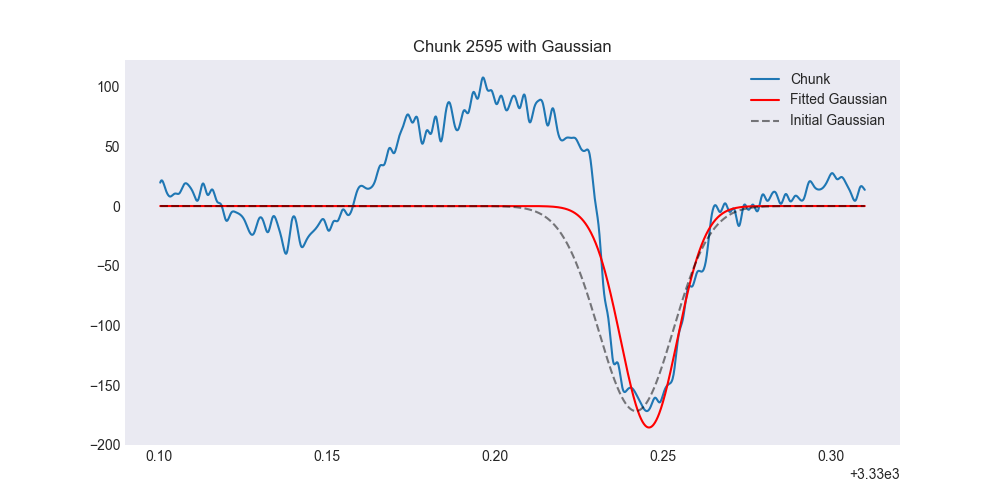 Chunk 2595 with Gaussian
Chunk
Fitted Gaussian
Initial Gaussian
100
50
0
−50
−100
−150
−200
0.10 0.15 0.20 0.25 0.30
+3.33e3